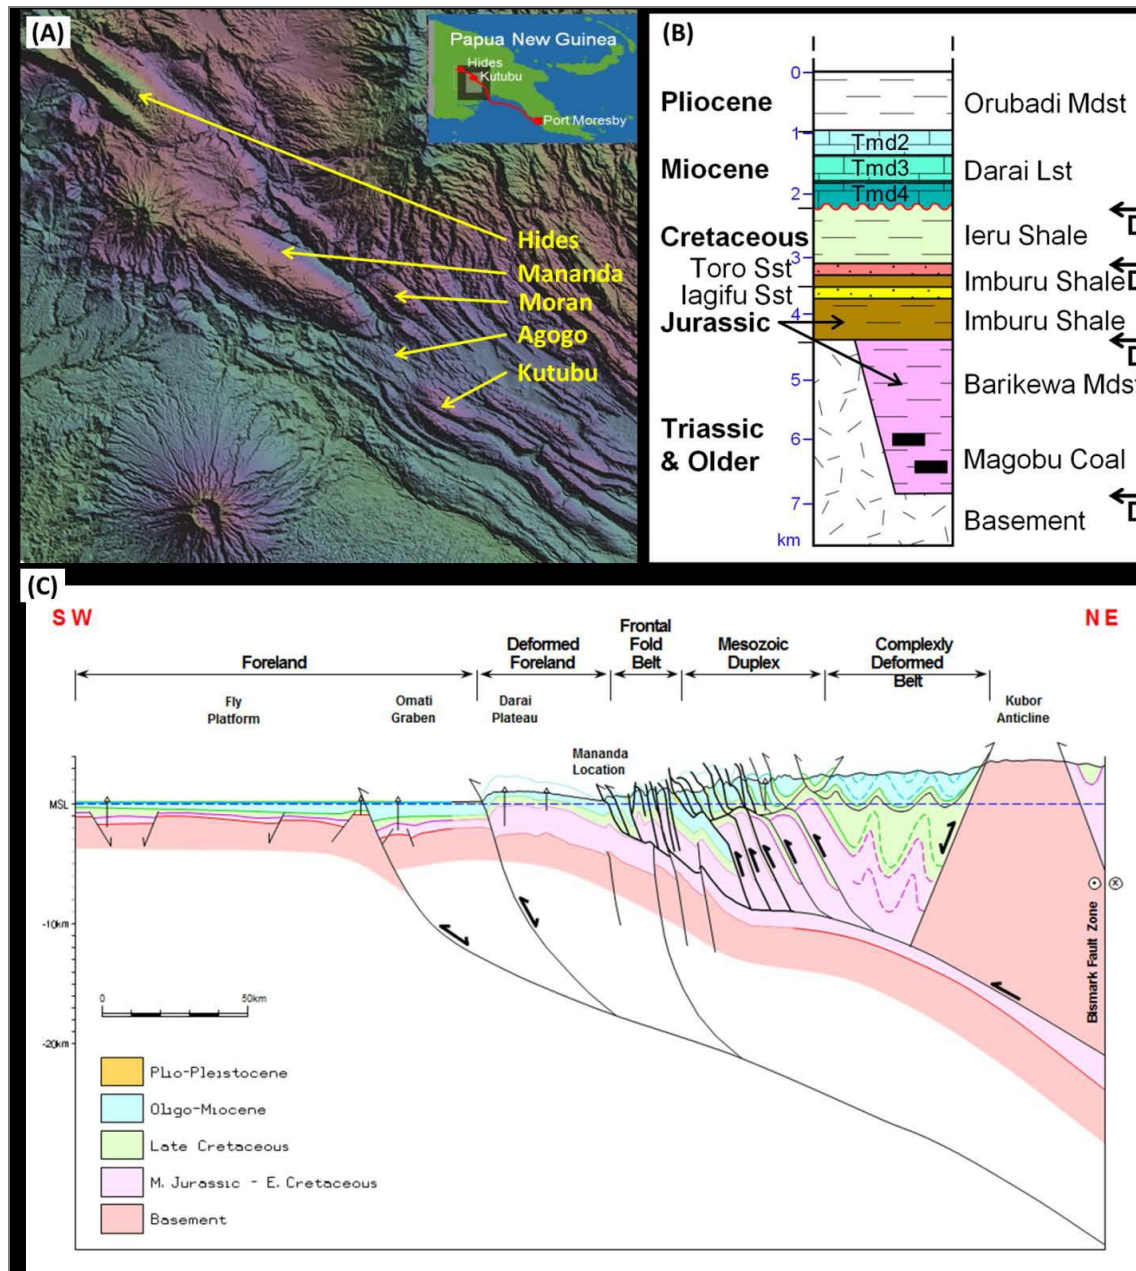 (A)
Papua New Guinea
Hides
Kutubu
Port Moresby
Hides
Mananda
Moran
Agogo
Kutubu
(B)
0
1
2
3
4
5
6
7
km
Pliocene
Miocene
Cretaceous
Toro Sst
Iagifu Sst
Jurassic
Triassic
& Older
Tmd2
Tmd3
Tmd4
Orubadi Mdst
Darai Lst
Ieru Shale
Imburu Shale
Imburu Shale
Barikewa Mdst
Magobu Coal
Basement
(C)
SW
NE
Foreland
Deformed
Foreland
Frontal
Fold
Belt
Mesozoic
Duplex
Complexly
Deformed
Belt
Fly
Platform
Omati
Graben
Darai
Plateau
Mananda
Location
Kubor
Anticline
MSL
-10km
-20km
Bismark Fault Zone
0
50km
Plio-Pleistocene
Oligo-Miocene
Late Cretaceous
M. Jurassic - E. Cretaceous
Basement